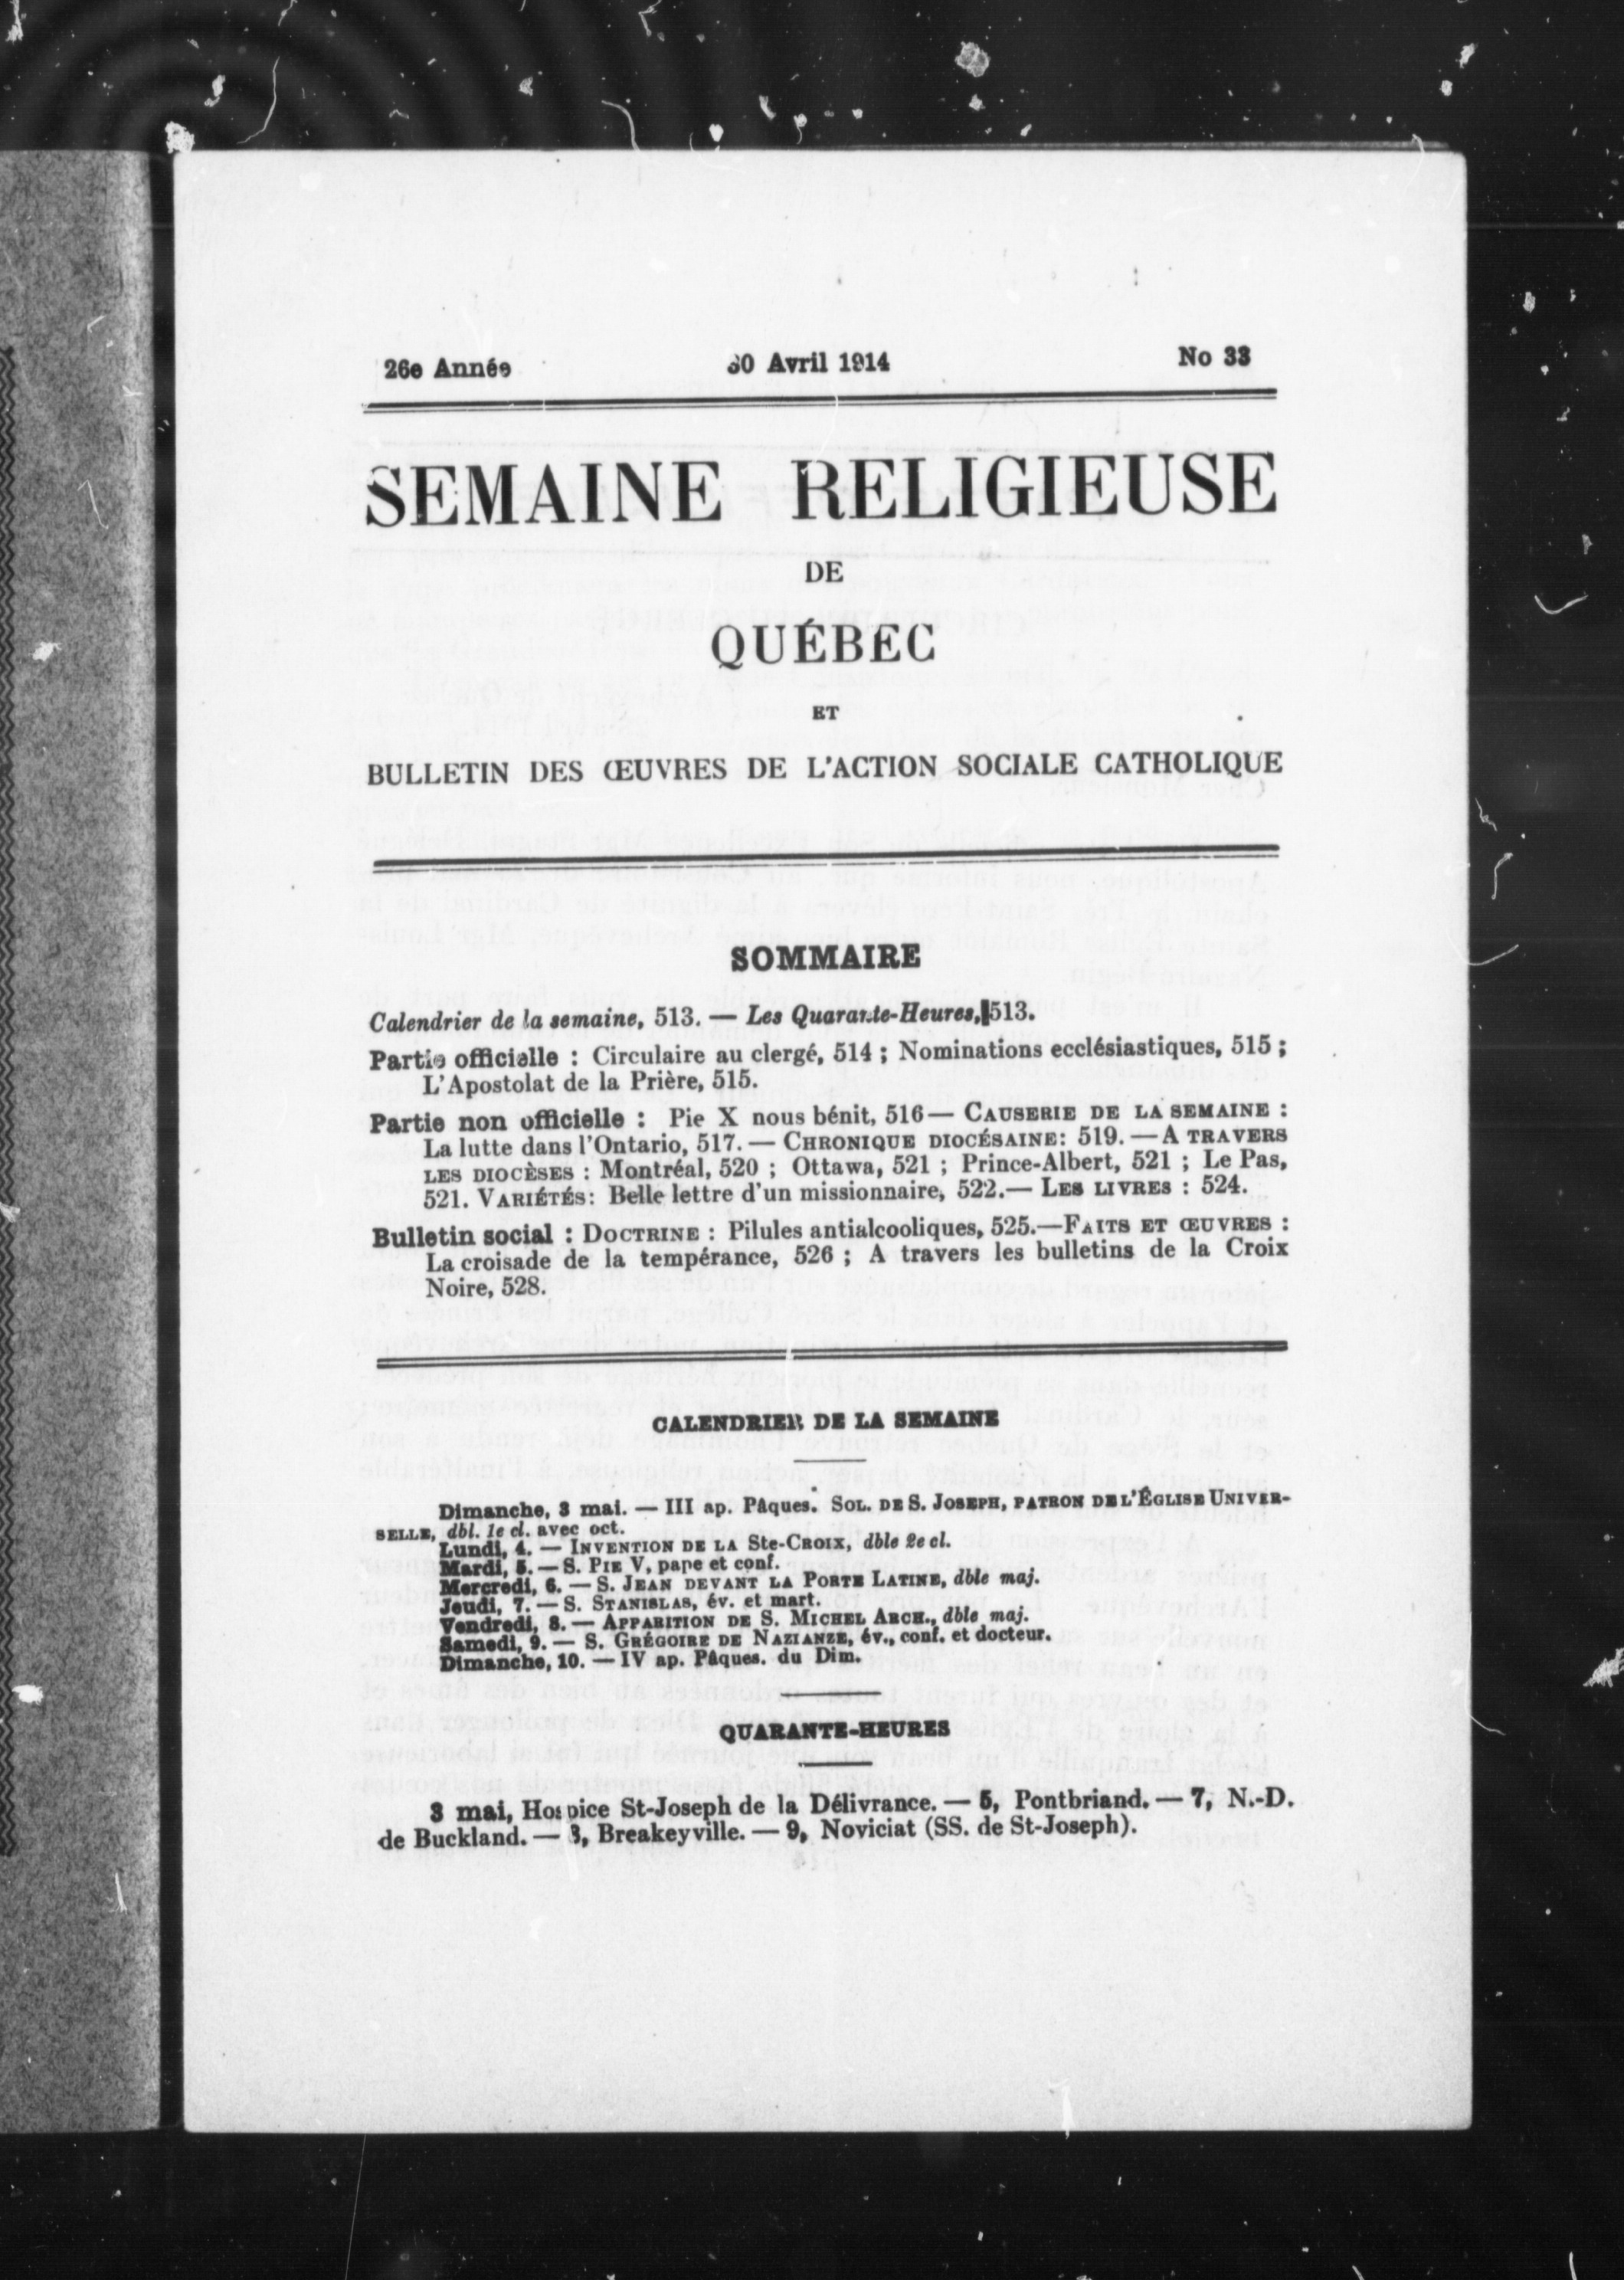 26e Année 30 Avril 1914 No 33
SEMAINE RELIGIEUSE
DE
QUÉBEC
ET
BULLETIN DES ŒUVRES DE L'ACTION SOCIALE CATHOLIQUE
SOMMAIRE
Calendrier de la semaine, 513. — Les Quarante-Heures, 513.
Partie officielle : Circulaire au clergé, 514 ; Nominations ecclésiastiques, 515 ;
L'Apostolat de la Prière, 515.
Partie non officielle : Pie X nous bénit, 516 — CAUSERIE DE LA SEMAINE :
La lutte dans l'Ontario, 517. — CHRONIQUE DIOCÉSAINE : 519. — A TRAVERS
LES DIOCÈSES : Montréal, 520 ; Ottawa, 521 ; Prince-Albert, 521 ; Le Pas,
521. VARIÉTÉS : Belle lettre d'un missionnaire, 522. — LES LIVRES : 524.
Bulletin social : DOCTRINE : Pilules antialcooliques, 525. — FAITS ET ŒUVRES :
La croisade de la tempérance, 526 ; A travers les bulletins de la Croix
Noire, 528.
CALENDRIER DE LA SEMAINE
Dimanche, 3 mai. — III ap. Pâques. SOL. DE S. JOSEPH, PATRON DE L'ÉGLISE UNIVER-
SELLE, dbl. 1e cl. avec oct.
Lundi, 4. — INVENTION DE LA Ste-CROIX, dble 2e cl.
Mardi, 5. — S. PIE V, pape et conf.
Mercredi, 6. — S. JEAN DEVANT LA PORTE LATINE, dble maj.
Jeudi, 7. — S. STANISLAS, év. et mart.
Vendredi, 8. — APPARITION DE S. MICHEL ARCH., dble maj.
Samedi, 9. — S. GRÉGOIRE DE NAZIANZE, év., conf. et docteur.
Dimanche, 10. — IV ap. Pâques. du Dim.
QUARANTE-HEURES
3 mai, Hospice St-Joseph de la Délivrance. — 5, Pontbriand. — 7, N.-D.
de Buckland. — 8, Breakeyville. — 9, Noviciat (SS. de St-Joseph).